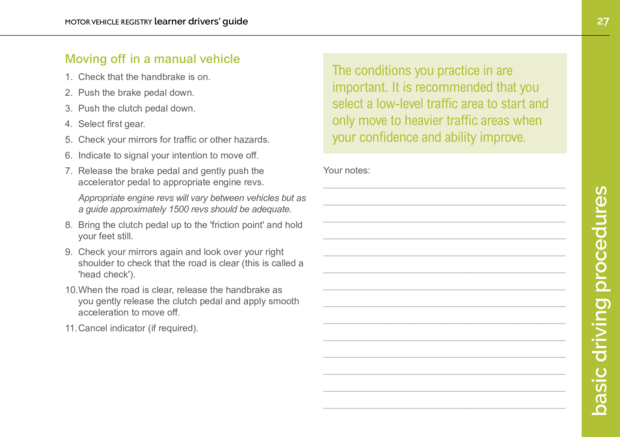 MOTOR VEHICLE REGISTRY learner drivers' guide
27
Moving off in a manual vehicle
1. Check that the handbrake is on.
2. Push the brake pedal down.
3. Push the clutch pedal down.
4. Select first gear.
5. Check your mirrors for traffic or other hazards.
6. Indicate to signal your intention to move off.
7. Release the brake pedal and gently push the
accelerator pedal to appropriate engine revs.
Appropriate engine revs will vary between vehicles but as
a guide approximately 1500 revs should be adequate.
8. Bring the clutch pedal up to the 'friction point' and hold
your feet still.
9. Check your mirrors again and look over your right
shoulder to check that the road is clear (this is called a
'head check').
10.When the road is clear, release the handbrake as
you gently release the clutch pedal and apply smooth
acceleration to move off.
11.Cancel indicator (if required).
The conditions you practice in are
important. It is recommended that you
select a low-level traffic area to start and
only move to heavier traffic areas when
your confidence and ability improve.
Your notes:
basic driving procedures